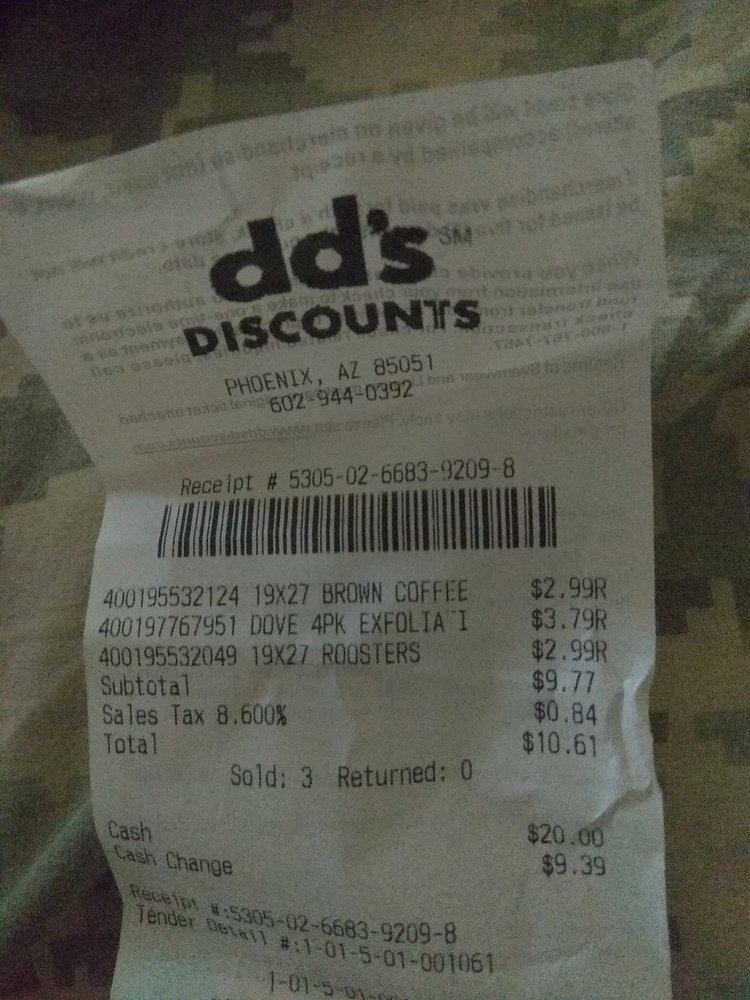 dd's SM
DISCOUNTS
PHOENIX, AZ 85051
602-944-0392
Receipt # 5305-02-6683-9209-8
400195532124 19X27 BROWN COFFEE $2.99R
400197767951 DOVE 4PK EXFOLIATI $3.79R
400195532049 19X27 ROOSTERS $2.99R
Subtotal $9.77
Sales Tax 8.600% $0.84
Total $10.61
Sold: 3 Returned: 0
Cash $20.00
Cash Change $9.39
Receipt #:5305-02-6683-9209-8
Tender Detail #:1-01-5-01-001061